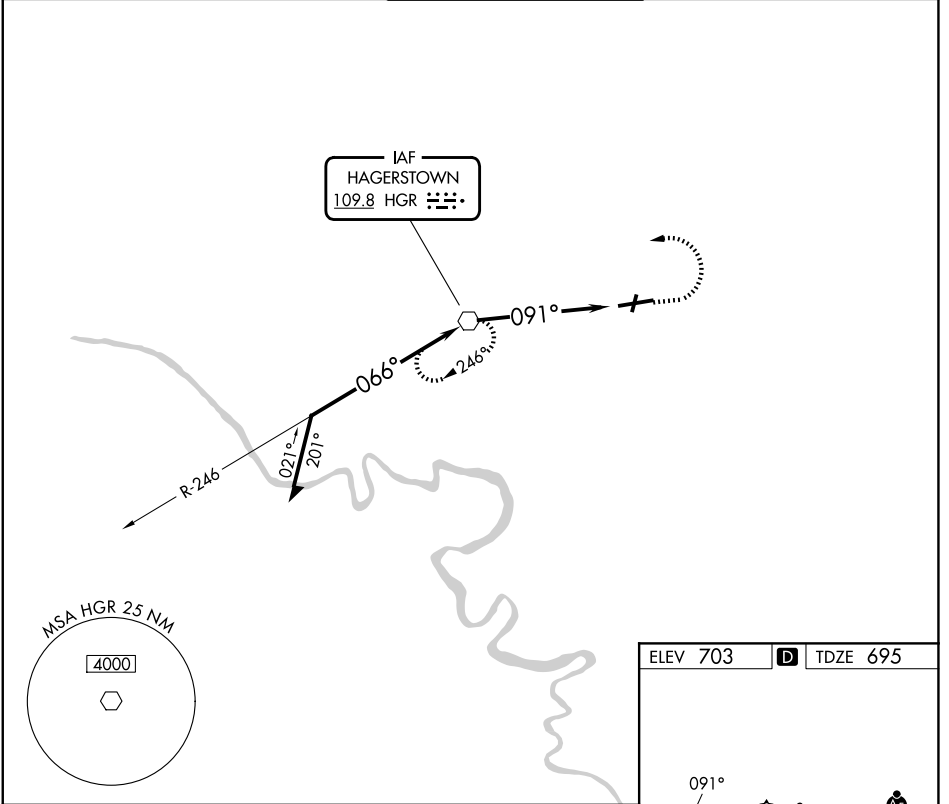 IAF
HAGERSTOWN
109.8 HGR
091°
066°
246°
021°
201°
R-246
MSA HGR 25 NM
4000
ELEV 703 D TDZE 695
091°